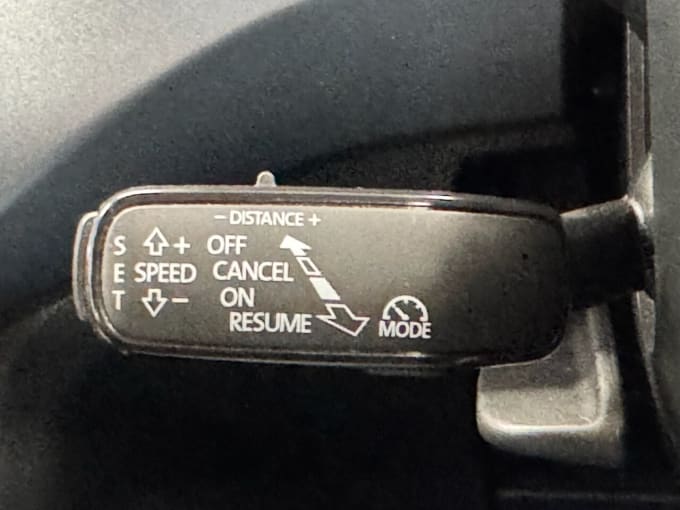 – DISTANCE +
S + OFF
E SPEED CANCEL
T – ON
RESUME MODE